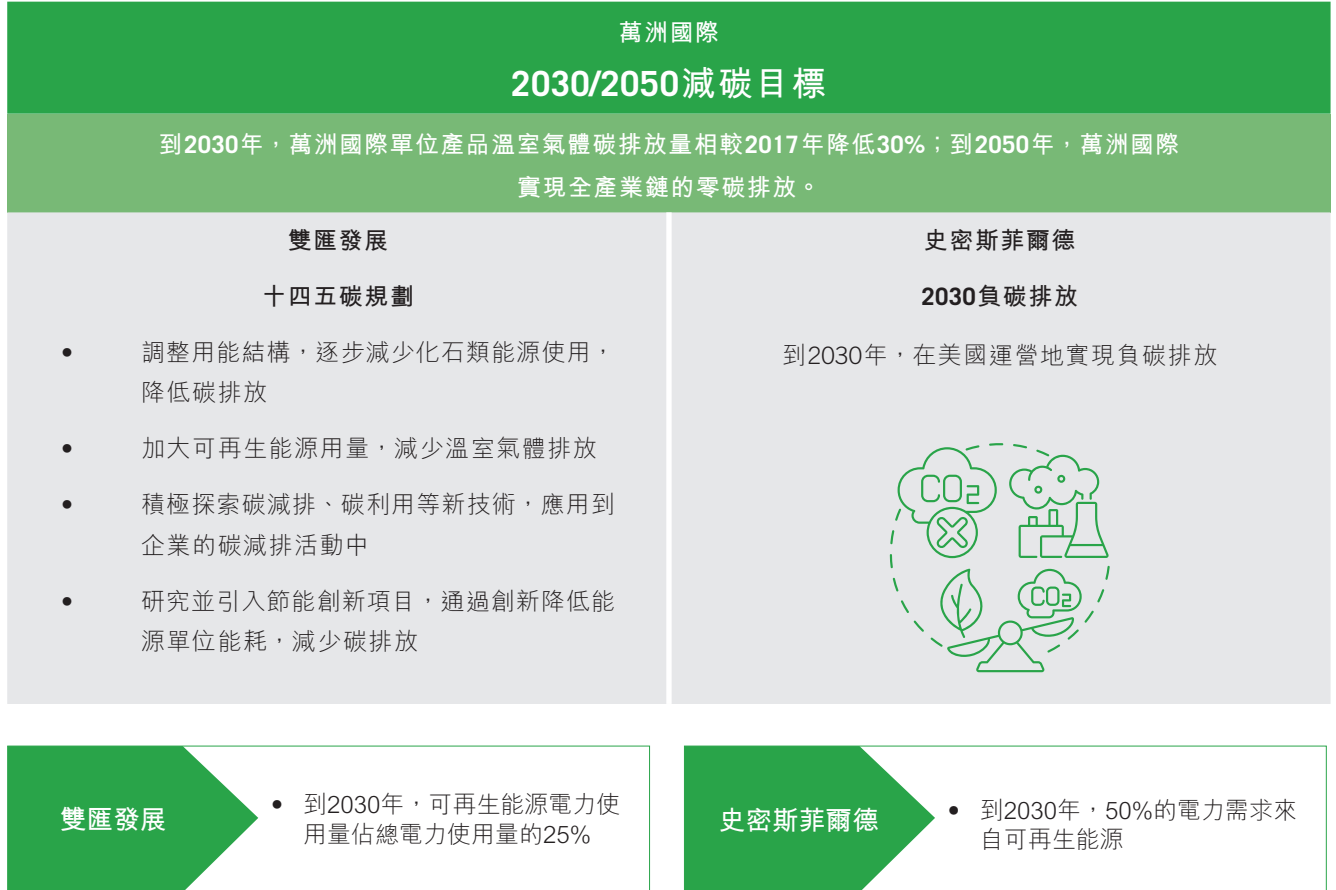 萬洲國際
2030/2050減碳目標
到2030年，萬洲國際單位產品溫室氣體碳排放量相較2017年降低30%；到2050年，萬洲國際
實現全產業鏈的零碳排放。
雙匯發展
十四五碳規劃
• 調整用能結構，逐步減少化石類能源使用，
降低碳排放
• 加大可再生能源用量，減少溫室氣體排放
• 積極探索碳減排、碳利用等新技術，應用到
企業的碳減排活動中
• 研究並引入節能創新項目，通過創新降低能
源單位能耗，減少碳排放
史密斯菲爾德
2030負碳排放
到2030年，在美國運營地實現負碳排放
CO2
CO2
雙匯發展
• 到2030年，可再生能源電力使
用量佔總電力使用量的25%
史密斯菲爾德
• 到2030年，50%的電力需求來
自可再生能源